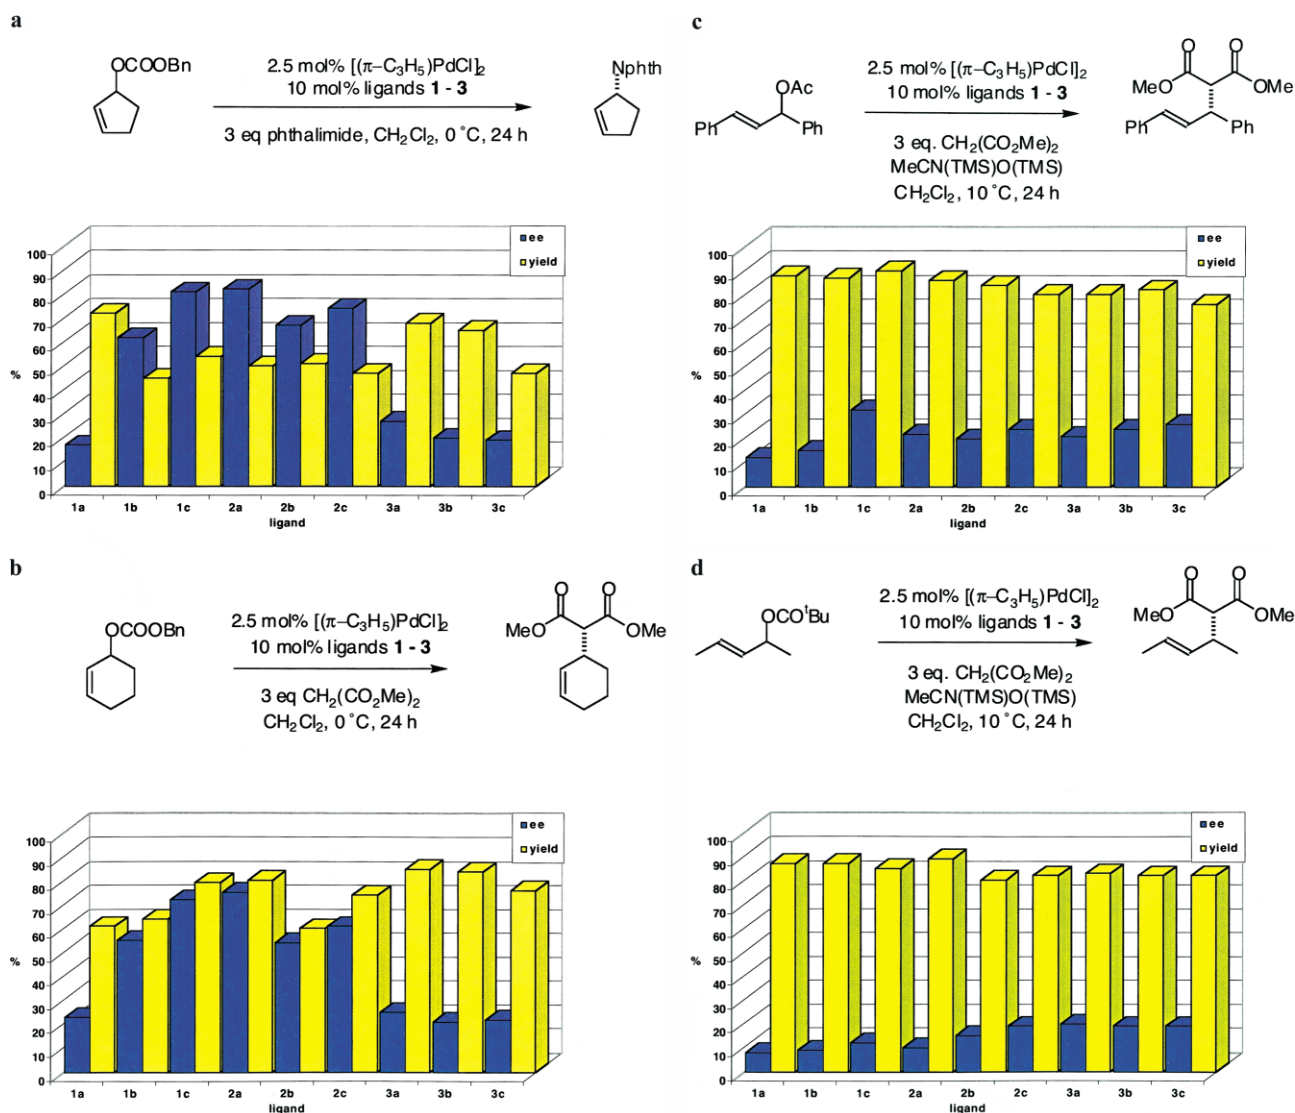 a
OCOOBn
2.5 mol% [(π–C₃H₅)PdCl]₂
10 mol% ligands 1 - 3
3 eq phthalimide, CH₂Cl₂, 0°C, 24 h
Nphth
ee
yield
100
90
80
70
60
50
40
30
20
10
0
%
1a 1b 1c 2a 2b 2c 3a 3b 3c
ligand
b
OCOOBn
2.5 mol% [(π–C₃H₅)PdCl]₂
10 mol% ligands 1 - 3
3 eq CH₂(CO₂Me)₂
CH₂Cl₂, 0°C, 24 h
O O
MeO OMe
ee
yield
100
90
80
70
60
50
40
30
20
10
0
%
1a 1b 1c 2a 2b 2c 3a 3b 3c
ligand
c
OAc
Ph Ph
2.5 mol% [(π–C₃H₅)PdCl]₂
10 mol% ligands 1 - 3
3 eq. CH₂(CO₂Me)₂
MeCN(TMS)O(TMS)
CH₂Cl₂, 10°C, 24 h
O O
MeO OMe
Ph Ph
ee
yield
100
90
80
70
60
50
40
30
20
10
0
%
1a 1b 1c 2a 2b 2c 3a 3b 3c
ligand
d
OCOᵗBu
2.5 mol% [(π–C₃H₅)PdCl]₂
10 mol% ligands 1 - 3
3 eq. CH₂(CO₂Me)₂
MeCN(TMS)O(TMS)
CH₂Cl₂, 10°C, 24 h
O O
MeO OMe
ee
yield
100
90
80
70
60
50
40
30
20
10
0
%
1a 1b 1c 2a 2b 2c 3a 3b 3c
ligand